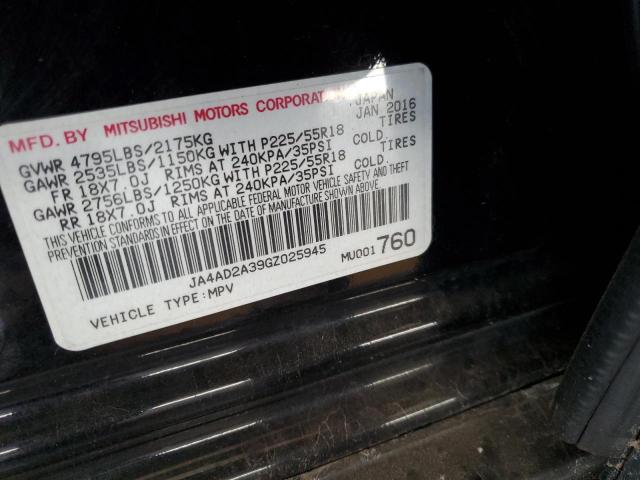 MFD. BY MITSUBISHI MOTORS CORPORATION JAPAN
GVWR 4795LBS/2175KG JAN 2016
GAWR 2535LBS/1150KG WITH P225/55R18 TIRES
FR 18X7.0J RIMS AT 240KPA/35PSI COLD.
GAWR 2756LBS/1250KG WITH P225/55R18 TIRES
RR 18X7.0J RIMS AT 240KPA/35PSI COLD.
THIS VEHICLE CONFORMS TO ALL APPLICABLE FEDERAL MOTOR VEHICLE SAFETY AND
THEFT PREVENTION STANDARDS IN EFFECT ON THE DATE OF MANUFACTURE SHOWN ABOVE.
JA4AD2A39GZ025945 MU001760
VEHICLE TYPE:MPV